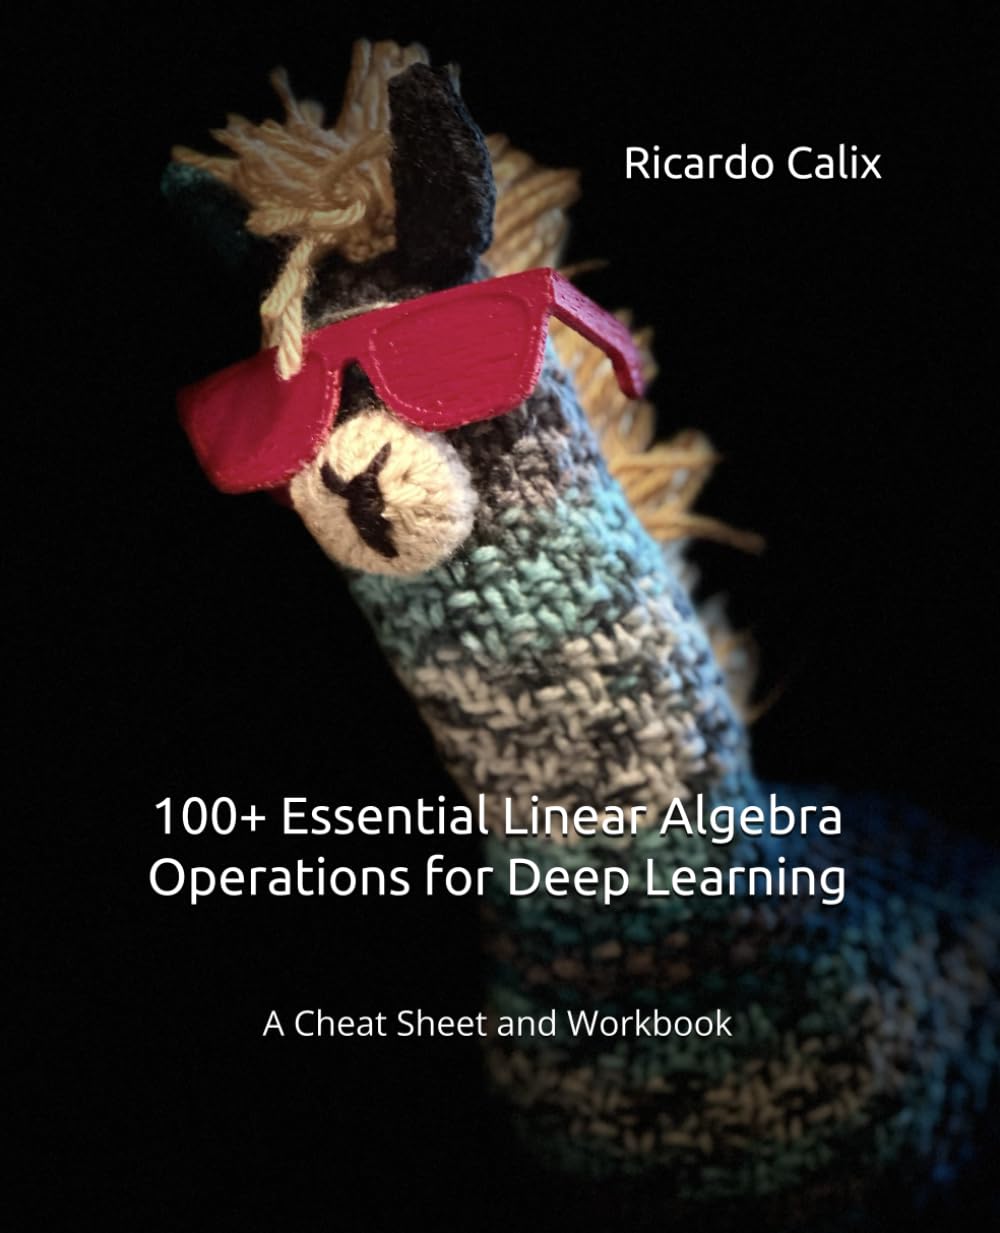 Ricardo Calix
100+ Essential Linear Algebra
Operations for Deep Learning
A Cheat Sheet and Workbook